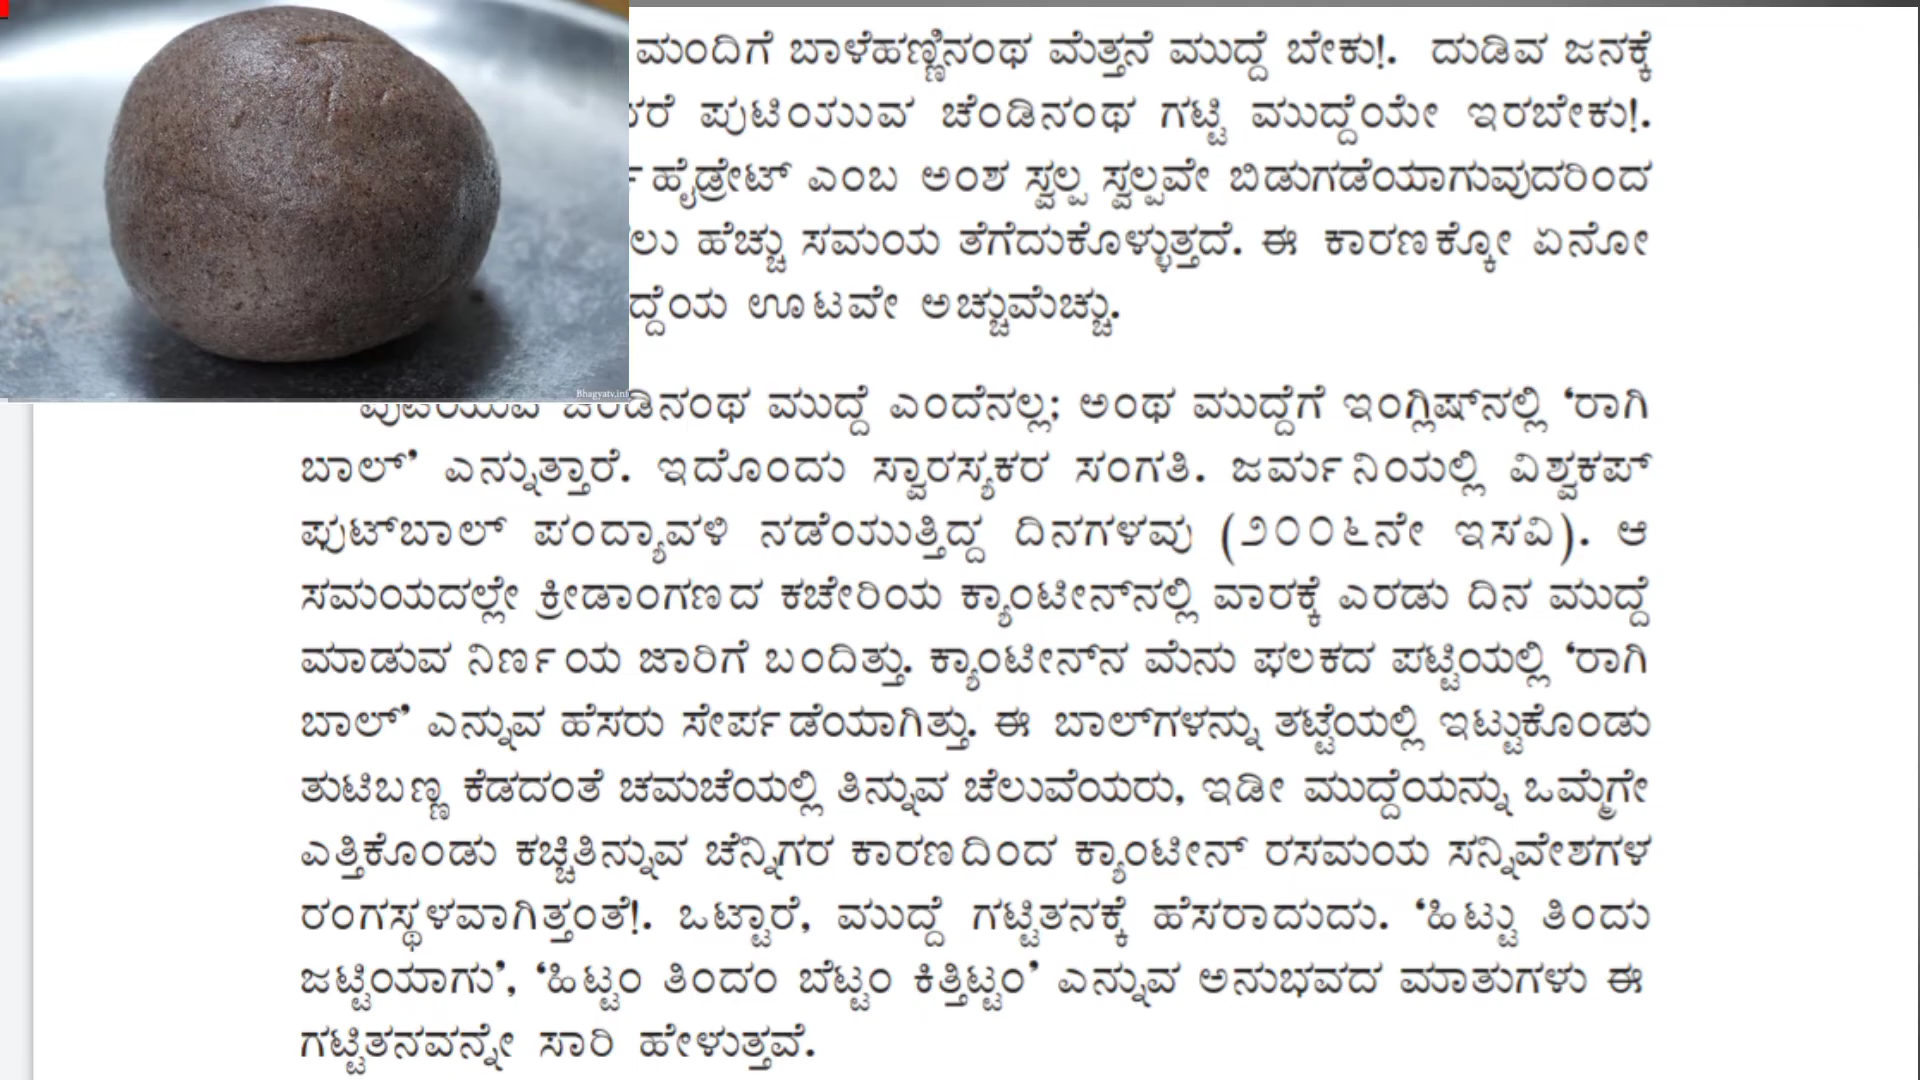 ಮಂದಿಗೆ ಬಾಳೆಹಣ್ಣಿನಂಥ ಮೆತ್ತನೆ ಮುದ್ದೆ ಬೇಕು!. ದುಡಿವ ಜನಕ್ಕೆ
ಪುಟಿಯುವ ಚೆಂಡಿನಂಥ ಗಟ್ಟಿ ಮುದ್ದೆಯೇ ಇರಬೇಕು!.
ಹೈಡ್ರೇಟ್ ಎಂಬ ಅಂಶ ಸ್ವಲ್ಪ ಸ್ವಲ್ಪವೇ ಬಿಡುಗಡೆಯಾಗುವುದರಿಂದ
ಹೆಚ್ಚು ಸಮಯ ತೆಗೆದುಕೊಳ್ಳುತ್ತದೆ. ಈ ಕಾರಣಕ್ಕೋ ಏನೋ
ಊಟವೇ ಅಚ್ಚುಮೆಚ್ಚು.
Bhagyatv.in
ಮುದ್ದೆ ಎಂದೆನಲ್ಲ; ಅಂಥ ಮುದ್ದೆಗೆ ಇಂಗ್ಲಿಷ್‌ನಲ್ಲಿ ‘ರಾಗಿ
ಬಾಲ್’ ಎನ್ನುತ್ತಾರೆ. ಇದೊಂದು ಸ್ವಾರಸ್ಯಕರ ಸಂಗತಿ. ಜರ್ಮನಿಯಲ್ಲಿ ವಿಶ್ವಕಪ್
ಫುಟ್‌ಬಾಲ್ ಪಂದ್ಯಾವಳಿ ನಡೆಯುತ್ತಿದ್ದ ದಿನಗಳವು (೨೦೦೬ನೇ ಇಸವಿ). ಆ
ಸಮಯದಲ್ಲೇ ಕ್ರೀಡಾಂಗಣದ ಕಚೇರಿಯ ಕ್ಯಾಂಟೀನ್‌ನಲ್ಲಿ ವಾರಕ್ಕೆ ಎರಡು ದಿನ ಮುದ್ದೆ
ಮಾಡುವ ನಿರ್ಣಯ ಜಾರಿಗೆ ಬಂದಿತ್ತು. ಕ್ಯಾಂಟೀನ್‌ನ ಮೆನು ಫಲಕದ ಪಟ್ಟಿಯಲ್ಲಿ ‘ರಾಗಿ
ಬಾಲ್’ ಎನ್ನುವ ಹೆಸರು ಸೇರ್ಪಡೆಯಾಗಿತ್ತು. ಈ ಬಾಲ್‌ಗಳನ್ನು ತಟ್ಟೆಯಲ್ಲಿ ಇಟ್ಟುಕೊಂಡು
ತುಟಿಬಣ್ಣ ಕೆಡದಂತೆ ಚಮಚೆಯಲ್ಲಿ ತಿನ್ನುವ ಚೆಲುವೆಯರು, ಇಡೀ ಮುದ್ದೆಯನ್ನು ಒಮ್ಮೆಗೇ
ಎತ್ತಿಕೊಂಡು ಕಚ್ಚಿತಿನ್ನುವ ಚೆನ್ನಿಗರ ಕಾರಣದಿಂದ ಕ್ಯಾಂಟೀನ್ ರಸಮಯ ಸನ್ನಿವೇಶಗಳ
ರಂಗಸ್ಥಳವಾಗಿತ್ತಂತೆ!. ಒಟ್ಟಾರೆ, ಮುದ್ದೆ ಗಟ್ಟಿತನಕ್ಕೆ ಹೆಸರಾದುದು. ‘ಹಿಟ್ಟು ತಿಂದು
ಜಟ್ಟಿಯಾಗು’, ‘ಹಿಟ್ಟಂ ತಿಂದಂ ಬೆಟ್ಟಂ ಕಿತ್ತಿಟ್ಟಂ’ ಎನ್ನುವ ಅನುಭವದ ಮಾತುಗಳು ಈ
ಗಟ್ಟಿತನವನ್ನೇ ಸಾರಿ ಹೇಳುತ್ತವೆ.